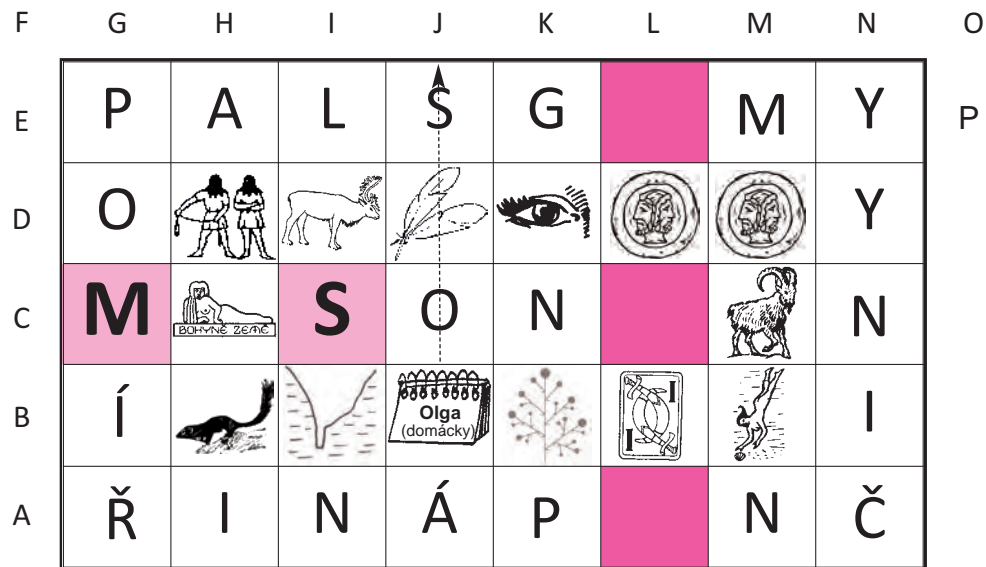 F G H I J K L M N O
E P A L S G M Y P
D O Y
C M BOHYNĚ ZEMĚ S O N N
B Í Olga I I I
(domácky)
A Ř I N Á P N Č